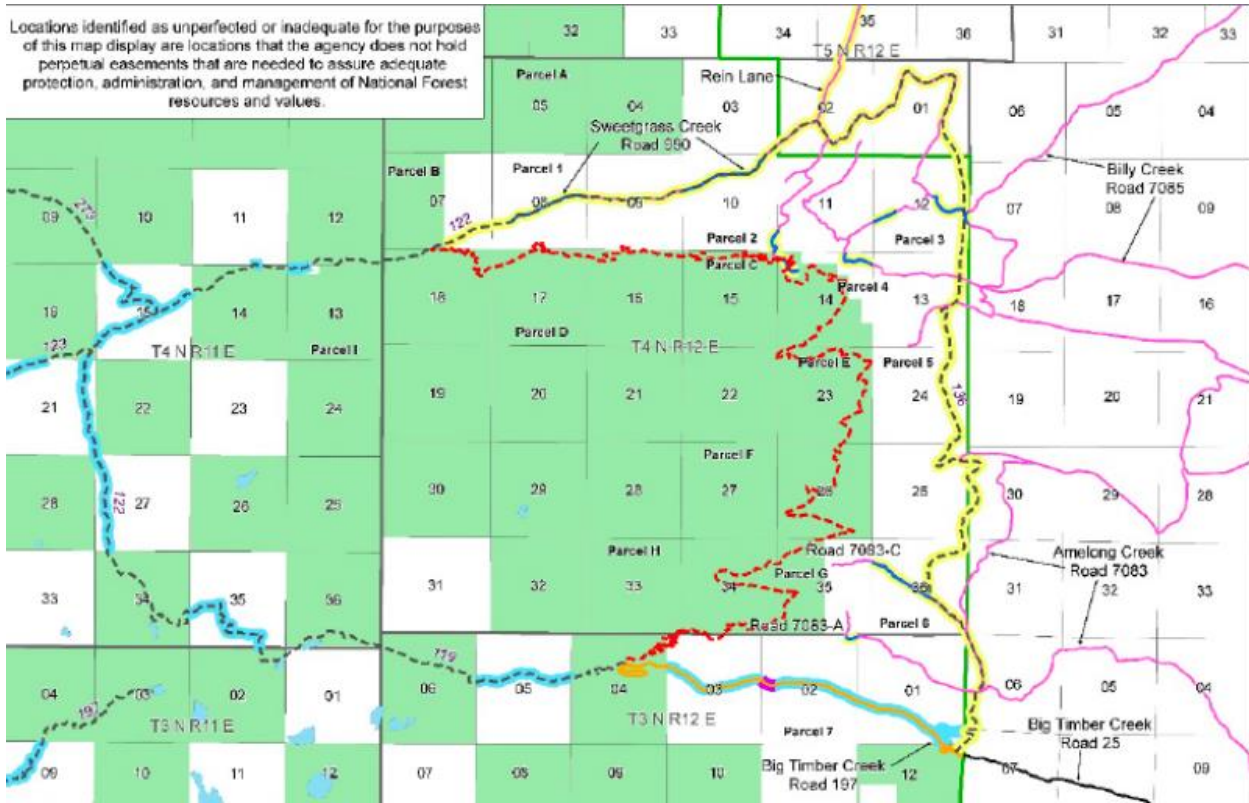 Locations identified as unperfected or inadequate for the purposes
of this map display are locations that the agency does not hold
perpetual easements that are needed to assure adequate
protection, administration, and management of National Forest
resources and values.
32 33 34 35 36 31 32 33
T5 N R12 E
Parcel A
Rein Lane
05 04 03 02 01 06 05 04
Sweetgrass Creek
Road 990
Parcel B Parcel 1
Billy Creek
Road 7085
09 10 11 12 07 08 09 10 11 12 07 08 09
273
122
Parcel 2 Parcel 3
Parcel C
Parcel 4
16 15 14 13 18 17 16 15 14 13 18 17 16
Parcel D
123 T4 N R11 E Parcel I T4 N R12 E
Parcel E Parcel 5
21 22 23 24 19 20 21 22 23 24 19 20 21
136
Parcel F
28 27 26 25 30 29 28 27 26 25 30 29 28
122
Parcel H
Road 7083-C
Amelong Creek
Road 7083
Parcel G
33 34 35 36 31 32 33 34 35 36 31 32 33
Road 7083-A Parcel 6
779
04 03 02 01 06 05 04 03 02 01 06 05 04
197
T3 N R11 E T3 N R12 E
Parcel 7
Big Timber Creek
Road 25
Big Timber Creek
Road 197
09 10 11 12 07 08 09 10 12 07 09